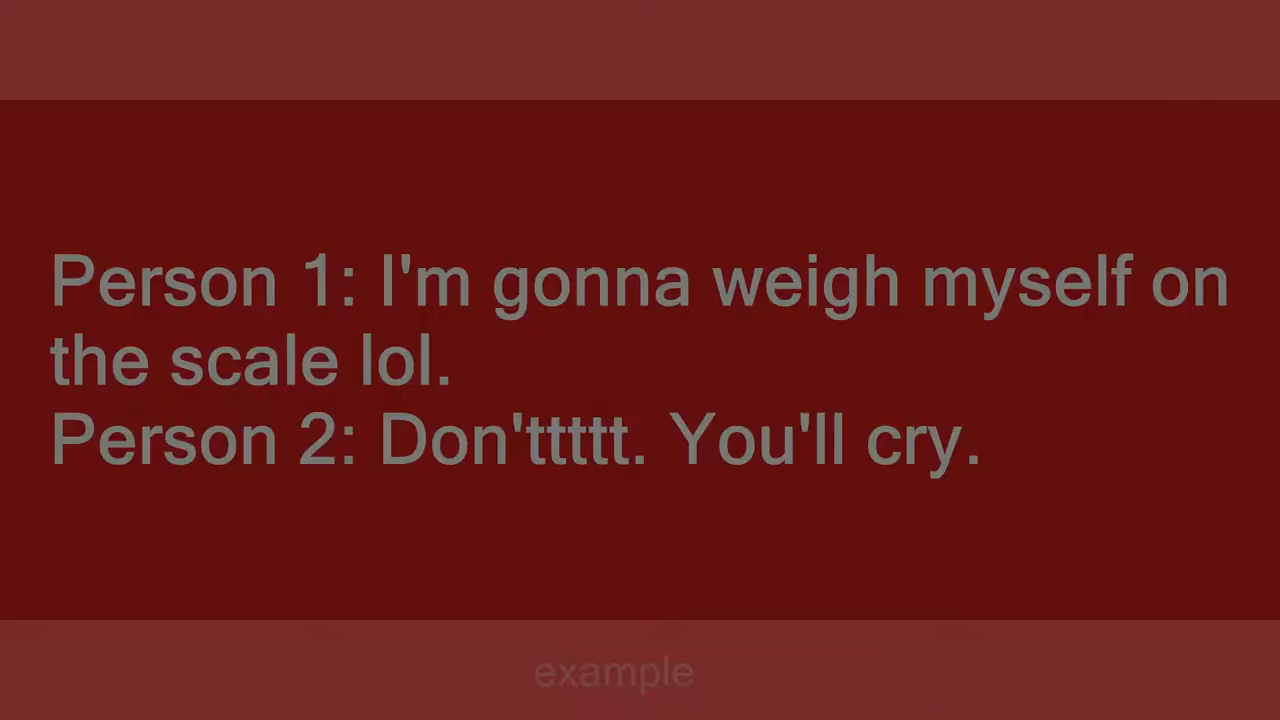 Person 1: I'm gonna weigh myself on
the scale lol.
Person 2: Don'ttttt. You'll cry.
example